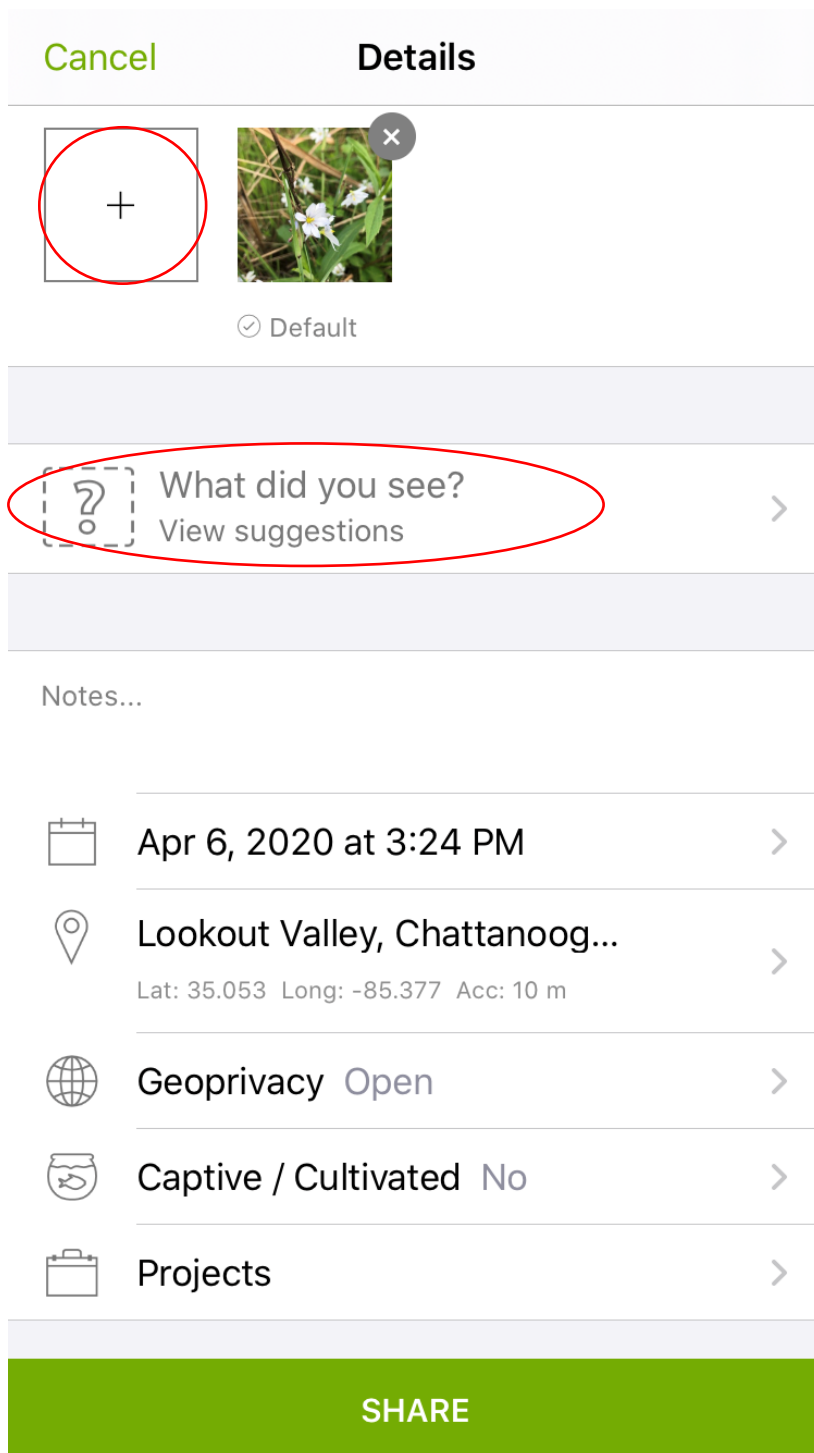 Cancel Details
Default
What did you see?
View suggestions
Notes...
Apr 6, 2020 at 3:24 PM
Lookout Valley, Chattanoog...
Lat: 35.053 Long: -85.377 Acc: 10 m
Geoprivacy Open
Captive / Cultivated No
Projects
SHARE